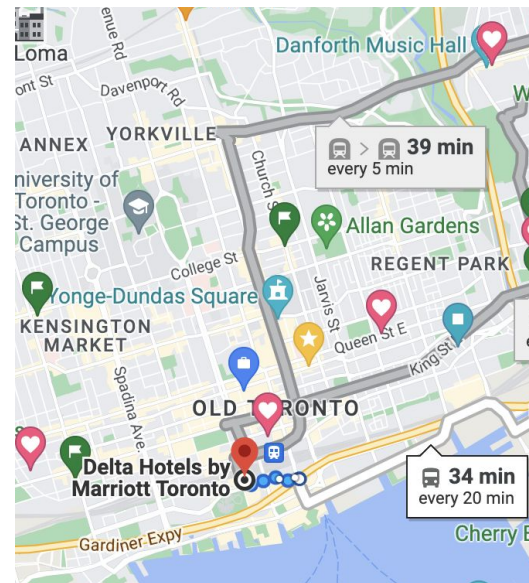 Loma
Danforth Music Hall
ont St
enue Rd
Davenport Rd
W
YORKVILLE
ANNEX
39 min
every 5 min
Church S
niversity of
Toronto -
St. George
Campus
Allan Gardens
College St
REGENT PARK
Jarvis St
Yonge-Dundas Square
KENSINGTON
MARKET
Queen St E
King St
Spadina Ave.
OLD TORONTO
Delta Hotels by
Marriott Toronto
34 min
every 20 min
Gardiner Expy
Cherry B